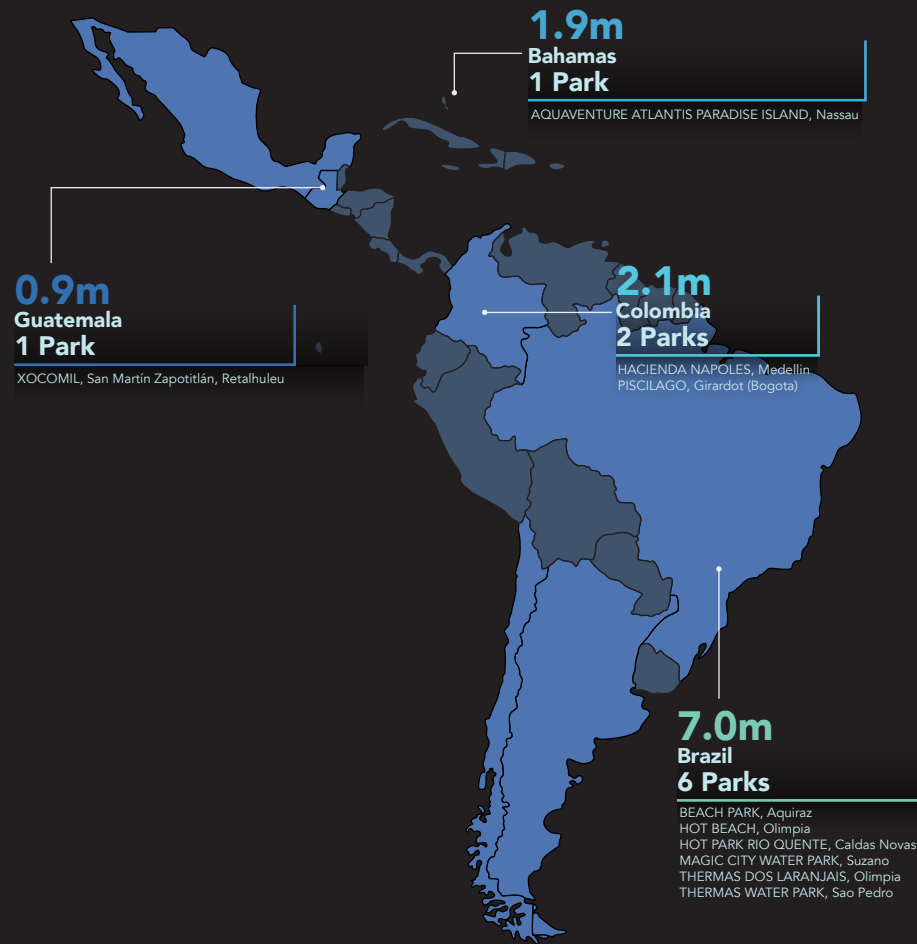 1.9m
Bahamas
1 Park
AQUAVENTURE ATLANTIS PARADISE ISLAND, Nassau
0.9m
Guatemala
1 Park
XOCOMIL, San Martín Zapotitlán, Retalhuleu
2.1m
Colombia
2 Parks
HACIENDA NAPOLES, Medellin
PISCILAGO, Girardot (Bogota)
7.0m
Brazil
6 Parks
BEACH PARK, Aquiraz
HOT BEACH, Olimpia
HOT PARK RIO QUENTE, Caldas Novas
MAGIC CITY WATER PARK, Suzano
THERMAS DOS LARANJAIS, Olimpia
THERMAS WATER PARK, Sao Pedro